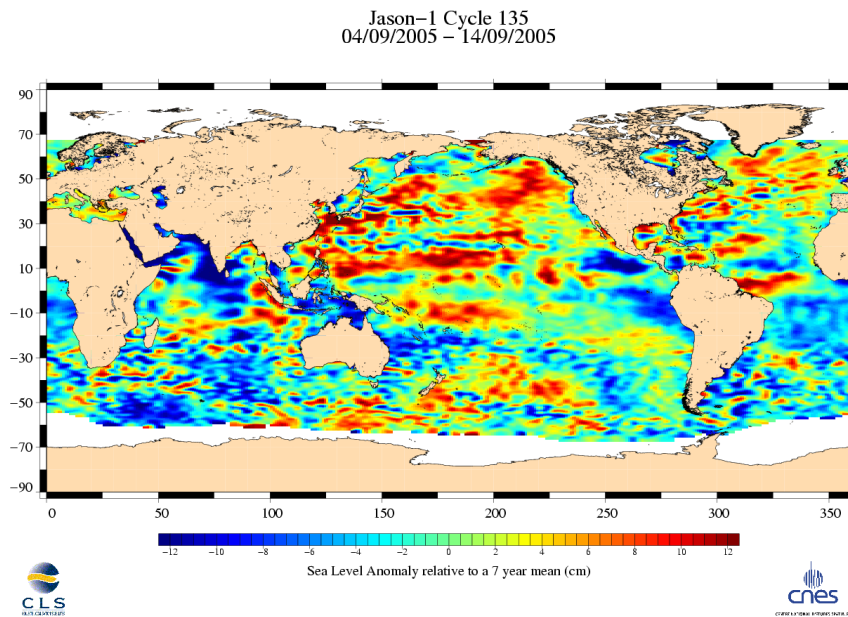 Jason-1 Cycle 135
04/09/2005 - 14/09/2005
90
70
50
30
10
-10
-30
-50
-70
-90
0 50 100 150 200 250 300 350
-12 -10 -8 -6 -4 -2 0 2 4 6 8 10 12
Sea Level Anomaly relative to a 7 year mean (cm)
CLS
cnes